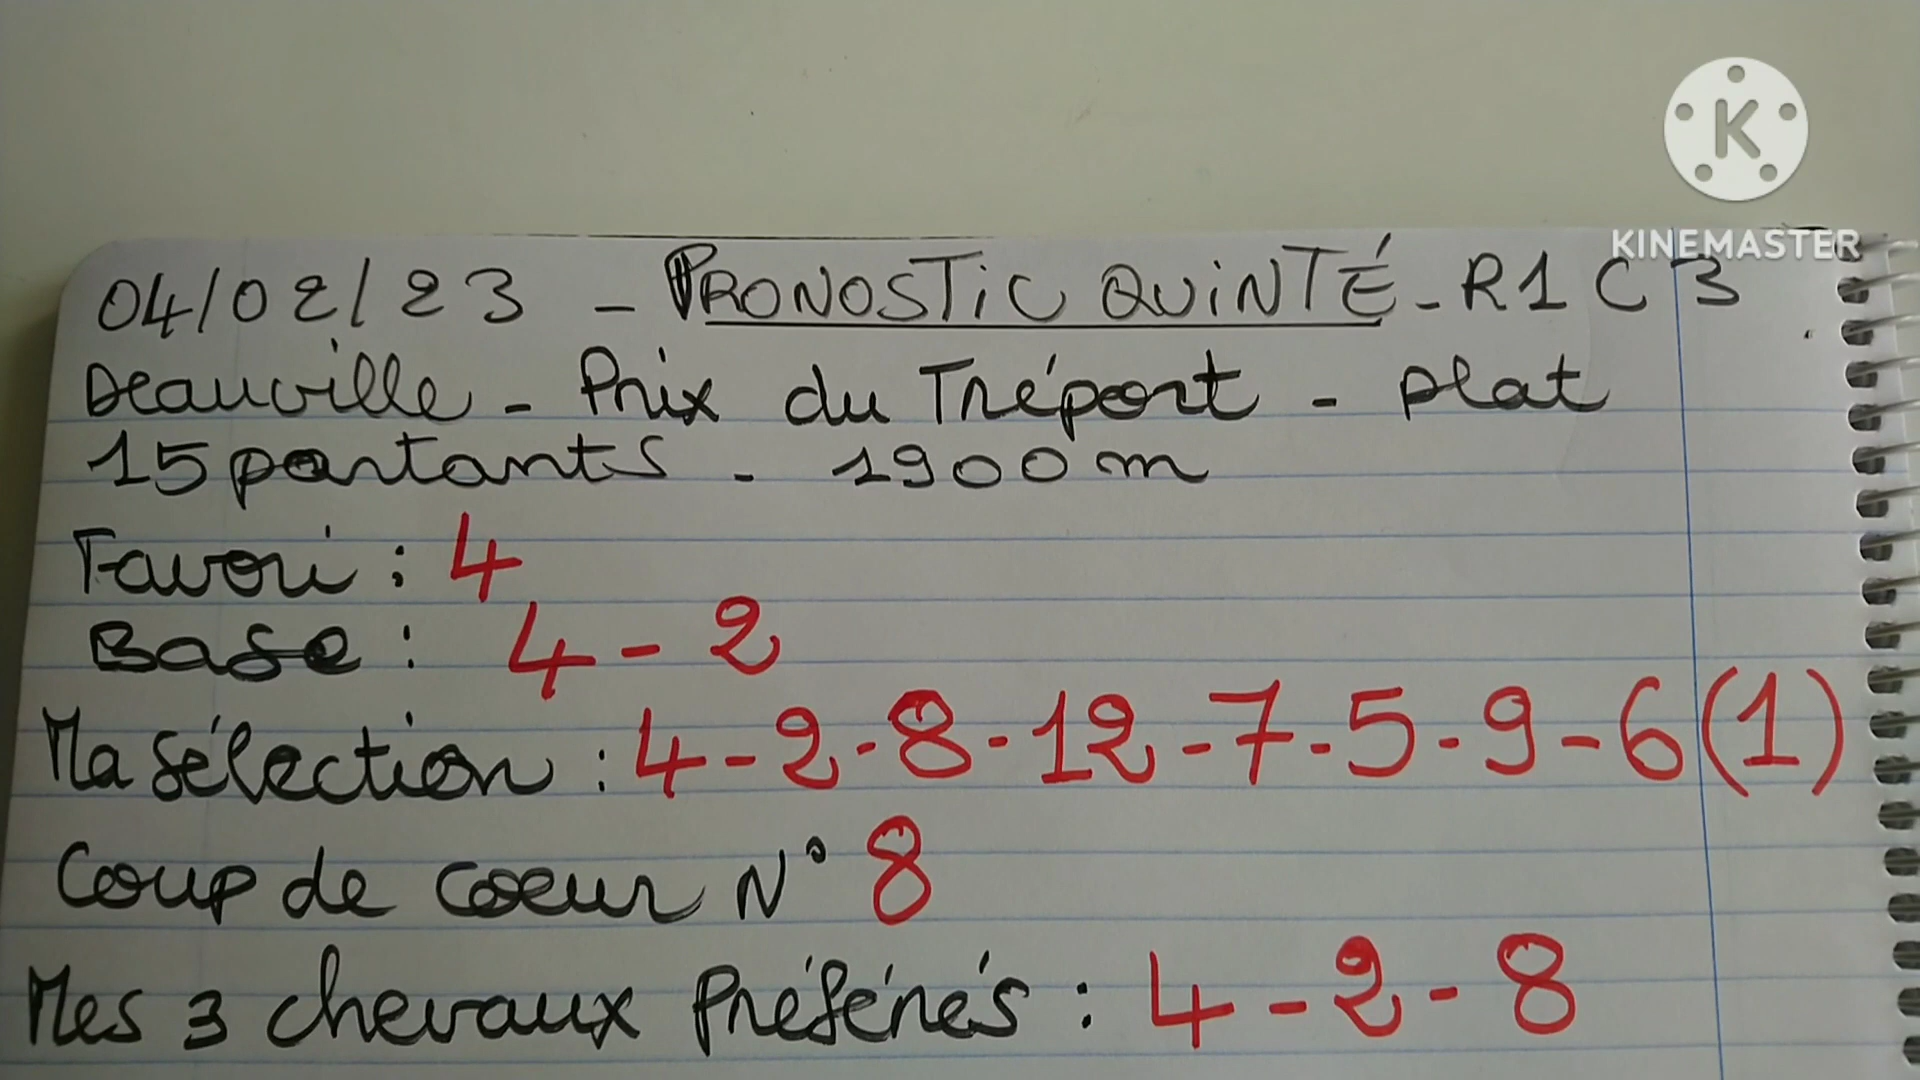 K
KINEMASTER
04/02/23 - PRONOSTIC QUINTÉ - R1 C3
Deauville - Prix du Tréport - plat
15 partants - 1900m
Favori : 4
Base : 4 - 2
Ma sélection : 4 - 2 - 8 - 12 - 7 - 5 - 9 - 6 (1)
Coup de coeur N° 8
Mes 3 chevaux préférés : 4 - 2 - 8